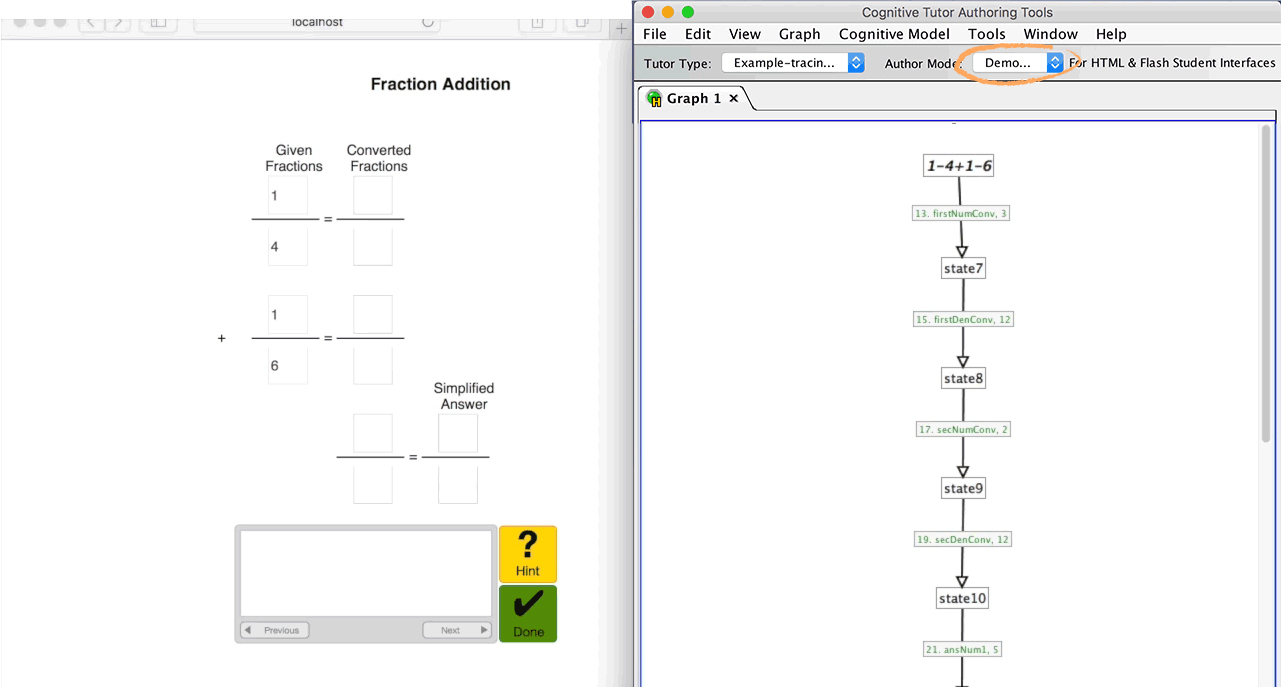 localhost
Fraction Addition
Given
Fractions
Converted
Fractions
1
=
4
1
+ =
6
Simplified
Answer
=
? 
Hint
Previous
Next
Done
Cognitive Tutor Authoring Tools
File Edit View Graph Cognitive Model Tools Window Help
Tutor Type: Example-tracin... Author Mode: Demo... For HTML & Flash Student Interfaces
Graph 1 ×
1-4+1-6
13. firstNumConv, 3
state7
15. firstDenConv, 12
state8
17. secNumConv, 2
state9
19. secDenConv, 12
state10
21. ansNum1, 5